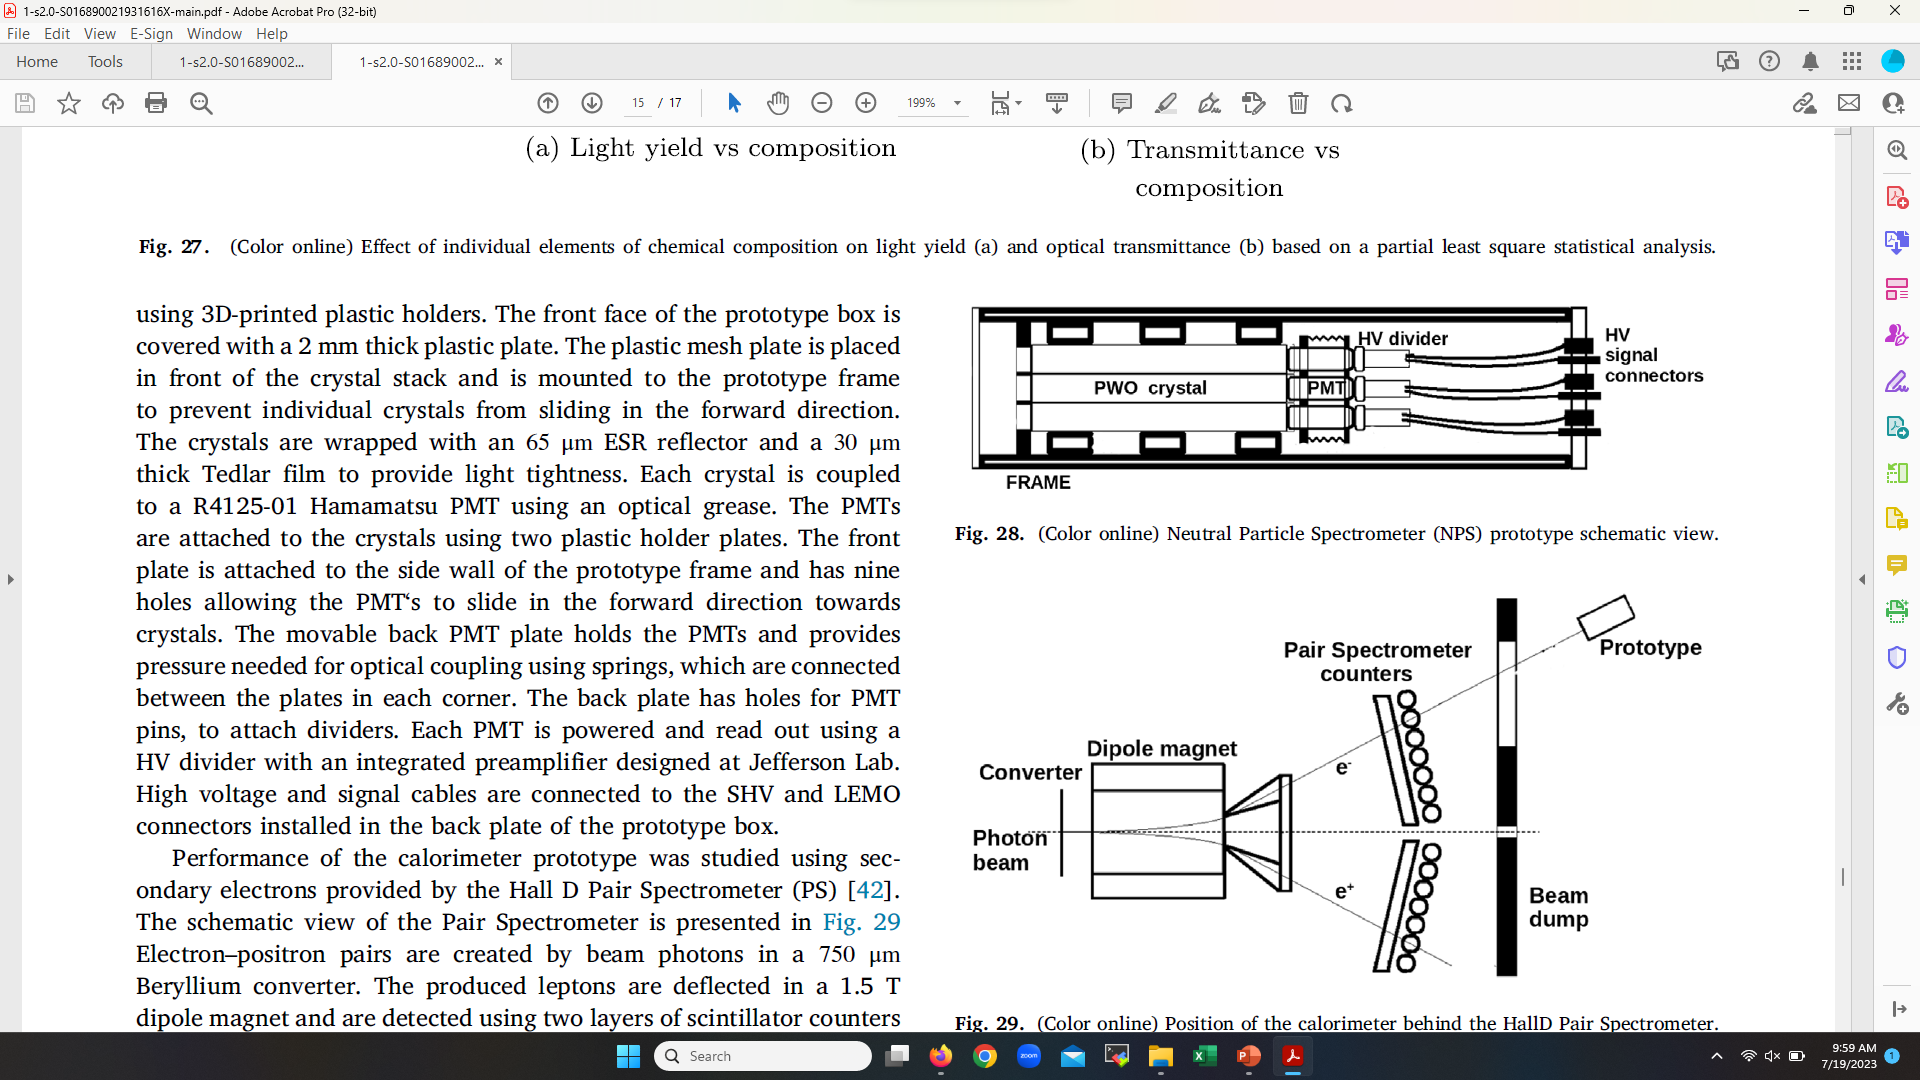 1-s2.0-S016890021931616X-main.pdf - Adobe Acrobat Pro (32-bit)
File Edit View E-Sign Window Help
Home Tools 1-s2.0-S01689002... 1-s2.0-S01689002... ×
15 / 17 199%
(a) Light yield vs composition
(b) Transmittance vs
composition
Fig. 27. (Color online) Effect of individual elements of chemical composition on light yield (a) and optical transmittance (b) based on a partial least square statistical analysis.
using 3D-printed plastic holders. The front face of the prototype box is
covered with a 2 mm thick plastic plate. The plastic mesh plate is placed
in front of the crystal stack and is mounted to the prototype frame
to prevent individual crystals from sliding in the forward direction.
The crystals are wrapped with an 65 μm ESR reflector and a 30 μm
thick Tedlar film to provide light tightness. Each crystal is coupled
to a R4125-01 Hamamatsu PMT using an optical grease. The PMTs
are attached to the crystals using two plastic holder plates. The front
plate is attached to the side wall of the prototype frame and has nine
holes allowing the PMT‘s to slide in the forward direction towards
crystals. The movable back PMT plate holds the PMTs and provides
pressure needed for optical coupling using springs, which are connected
between the plates in each corner. The back plate has holes for PMT
pins, to attach dividers. Each PMT is powered and read out using a
HV divider with an integrated preamplifier designed at Jefferson Lab.
High voltage and signal cables are connected to the SHV and LEMO
connectors installed in the back plate of the prototype box.
Performance of the calorimeter prototype was studied using sec-
ondary electrons provided by the Hall D Pair Spectrometer (PS) [42].
The schematic view of the Pair Spectrometer is presented in Fig. 29
Electron–positron pairs are created by beam photons in a 750 μm
Beryllium converter. The produced leptons are deflected in a 1.5 T
dipole magnet and are detected using two layers of scintillator counters
HV divider
HV
signal
connectors
PWO crystal
PMT
FRAME
Fig. 28. (Color online) Neutral Particle Spectrometer (NPS) prototype schematic view.
Pair Spectrometer
counters
Prototype
Dipole magnet
Converter
e-
Photon
beam
e+
Beam
dump
Fig. 29. (Color online) Position of the calorimeter behind the HallD Pair Spectrometer.
Search
zoom
9:59 AM
7/19/2023
1